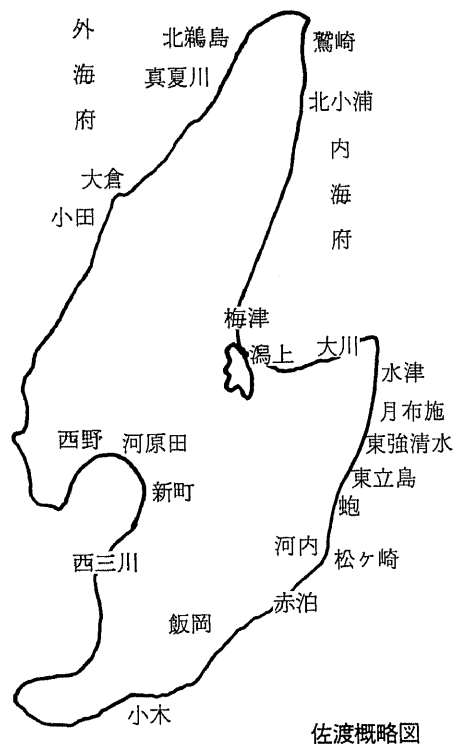 外海府
北鵜島
真夏川
鷲崎
北小浦
内海府
大倉
小田
梅津
潟上
大川
水津
月布施
東強清水
東立島
蚫
西野
河原田
新町
河内
松ヶ崎
西三川
赤泊
飯岡
小木
佐渡概略図